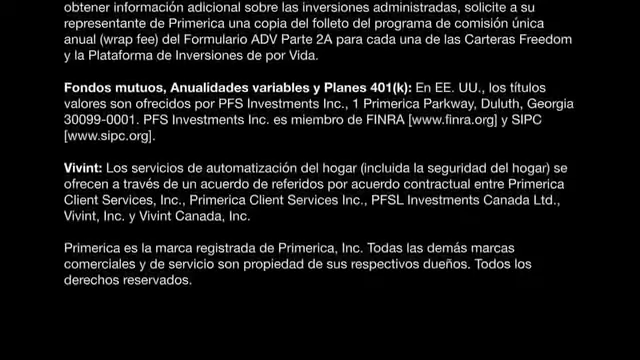 obtener información adicional sobre las inversiones administradas, solicite a su
representante de Primerica una copia del folleto del programa de comisión única
anual (wrap fee) del Formulario ADV Parte 2A para cada una de las Carteras Freedom
y la Plataforma de Inversiones de por Vida.
Fondos mutuos, Anualidades variables y Planes 401(k): En EE. UU., los títulos
valores son ofrecidos por PFS Investments Inc., 1 Primerica Parkway, Duluth, Georgia
30099-0001. PFS Investments Inc. es miembro de FINRA [www.finra.org] y SIPC
[www.sipc.org].
Vivint: Los servicios de automatización del hogar (incluida la seguridad del hogar) se
ofrecen a través de un acuerdo de referidos por acuerdo contractual entre Primerica
Client Services, Inc., Primerica Client Services Inc., PFSL Investments Canada Ltd.,
Vivint, Inc. y Vivint Canada, Inc.
Primerica es la marca registrada de Primerica, Inc. Todas las demás marcas
comerciales y de servicio son propiedad de sus respectivos dueños. Todos los
derechos reservados.